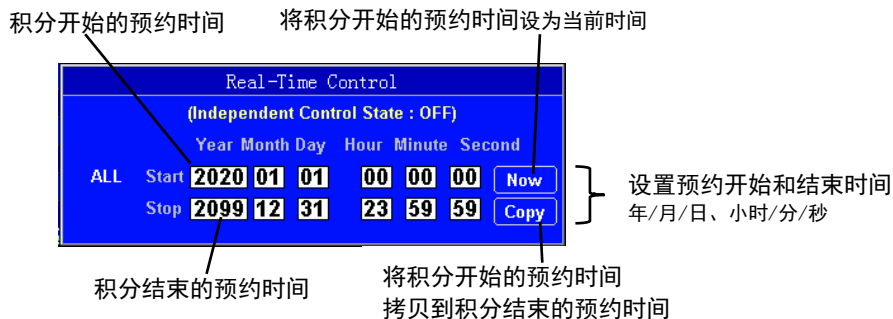 积分开始的预约时间
将积分开始的预约时间设为当前时间
Real-Time Control
(Independent Control State : OFF)
Year Month Day Hour Minute Second
ALL Start 2020 01 01 00 00 00 Now
Stop 2099 12 31 23 59 59 Copy
设置预约开始和结束时间
年/月/日、小时/分/秒
积分结束的预约时间
将积分开始的预约时间
拷贝到积分结束的预约时间